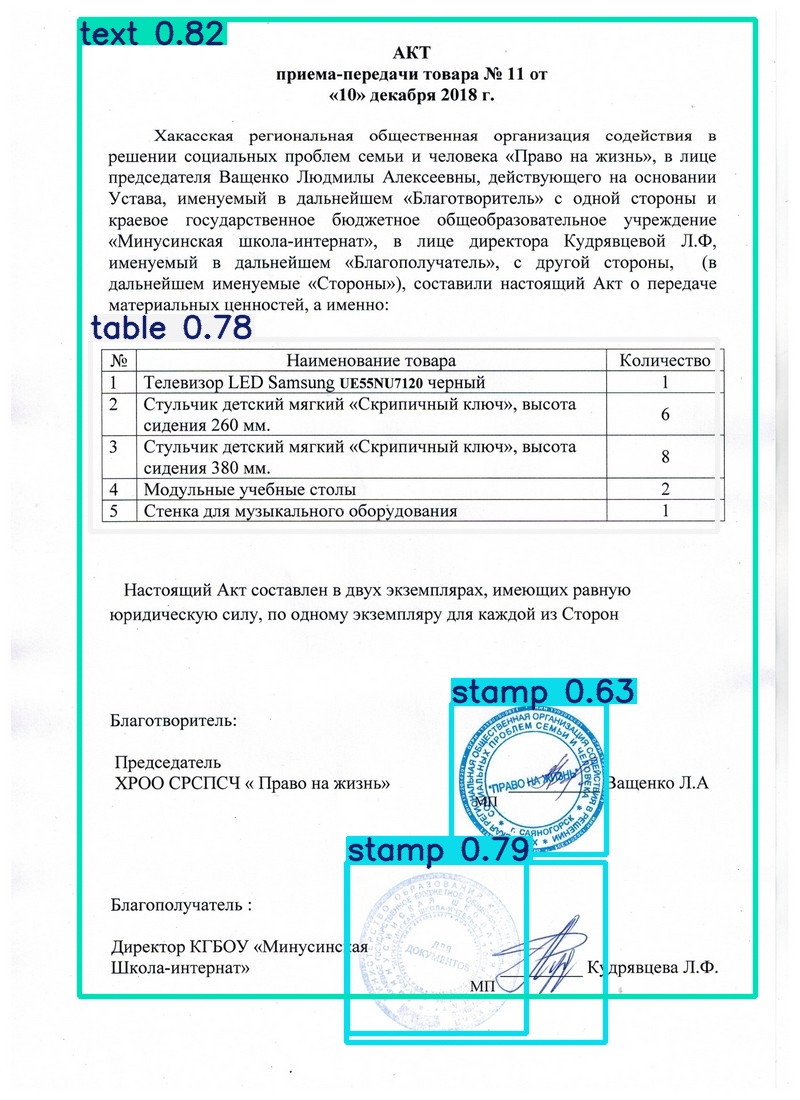 text 0.82
АКТ
приема-передачи товара № 11 от
«10» декабря 2018 г.
Хакасская региональная общественная организация содействия в
решении социальных проблем семьи и человека «Право на жизнь», в лице
председателя Ващенко Людмилы Алексеевны, действующего на основании
Устава, именуемый в дальнейшем «Благотворитель» с одной стороны и
краевое государственное бюджетное общеобразовательное учреждение
«Минусинская школа-интернат», в лице директора Кудрявцевой Л.Ф,
именуемый в дальнейшем «Благополучатель», с другой стороны, (в
дальнейшем именуемые «Стороны»), составили настоящий Акт о передаче
материальных ценностей, а именно:
table 0.78
№ Наименование товара Количество
1 Телевизор LED Samsung UE55NU7120 черный 1
2 Стульчик детский мягкий «Скрипичный ключ», высота
сидения 260 мм. 6
3 Стульчик детский мягкий «Скрипичный ключ», высота
сидения 380 мм. 8
4 Модульные учебные столы 2
5 Стенка для музыкального оборудования 1
Настоящий Акт составлен в двух экземплярах, имеющих равную
юридическую силу, по одному экземпляру для каждой из Сторон
stamp 0.63
Благотворитель:
Председатель
ХРОО СРСПСЧ « Право на жизнь» Ващенко Л.А
"ПРАВО НА ЖИЗНЬ"
МП
г. САЯНОГОРСК
stamp 0.79
Благополучатель :
ДЛЯ
ДОКУМЕНТОВ
Директор КГБОУ «Минусинская
Школа-интернат» Кудрявцева Л.Ф.
МП